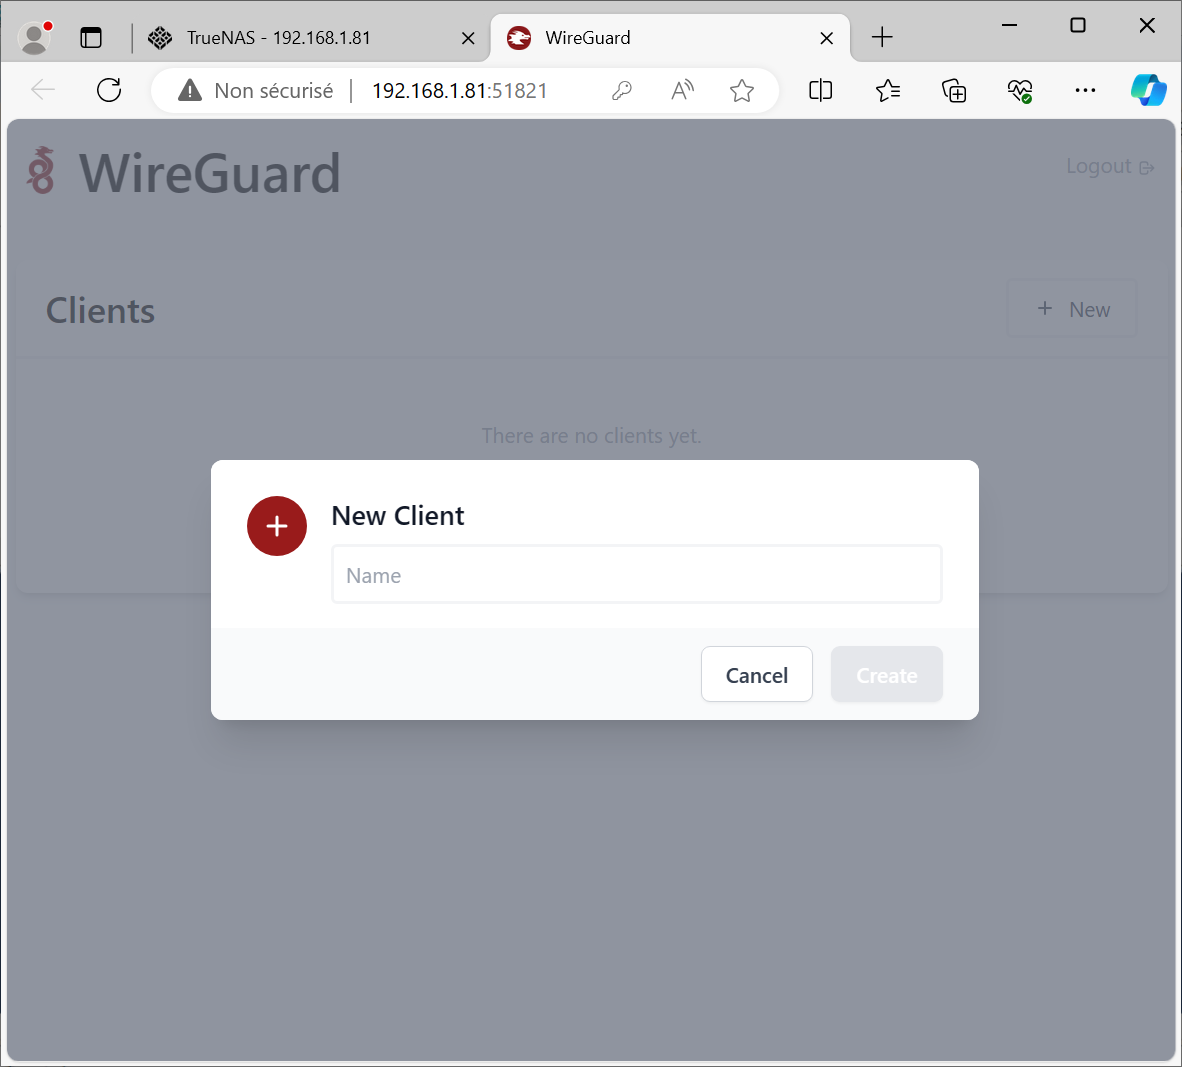 TrueNAS - 192.168.1.81
WireGuard
Non sécurisé
192.168.1.81:51821
WireGuard
Logout
Clients
+ New
There are no clients yet.
New Client
Name
Cancel
Create